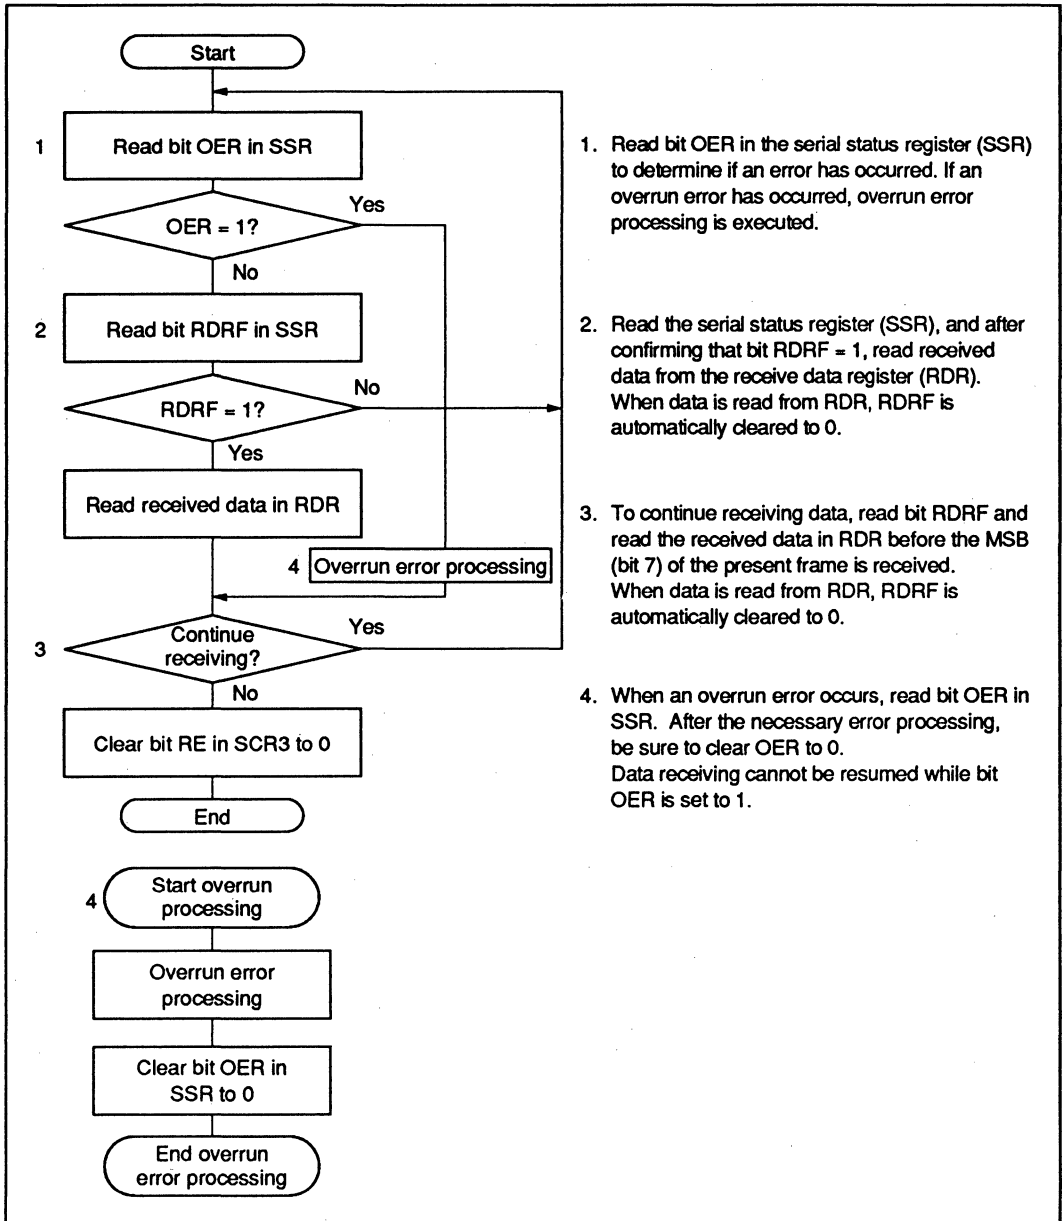 Start
1
Read bit OER in SSR
OER = 1?
Yes
No
2
Read bit RDRF in SSR
RDRF = 1?
No
Yes
Read received data in RDR
4
Overrun error processing
3
Continue
receiving?
Yes
No
Clear bit RE in SCR3 to 0
End
4
Start overrun
processing
Overrun error
processing
Clear bit OER in
SSR to 0
End overrun
error processing
1. Read bit OER in the serial status register (SSR)
to determine if an error has occurred. If an
overrun error has occurred, overrun error
processing is executed.
2. Read the serial status register (SSR), and after
confirming that bit RDRF = 1, read received
data from the receive data register (RDR).
When data is read from RDR, RDRF is
automatically cleared to 0.
3. To continue receiving data, read bit RDRF and
read the received data in RDR before the MSB
(bit 7) of the present frame is received.
When data is read from RDR, RDRF is
automatically cleared to 0.
4. When an overrun error occurs, read bit OER in
SSR. After the necessary error processing,
be sure to clear OER to 0.
Data receiving cannot be resumed while bit
OER is set to 1.